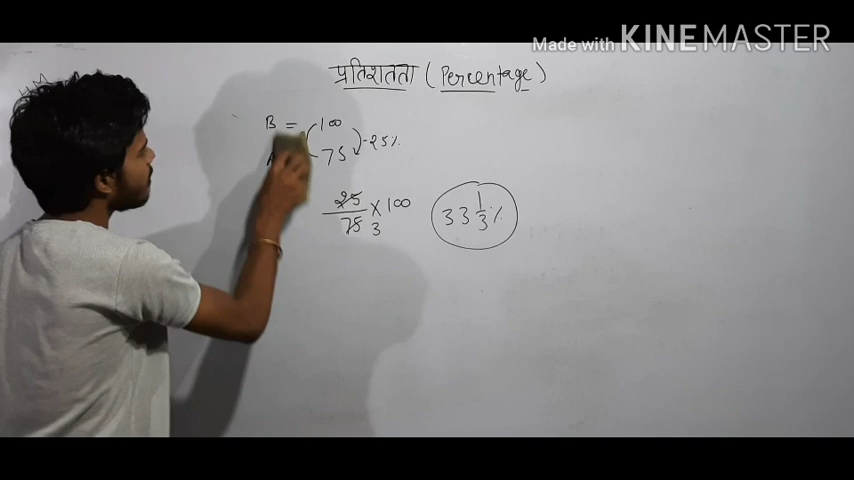 Made with KINEMASTER
प्रतिशतता (Percentage)
B = 100
75 -25%
25/75 × 100 33 1/3 %
3